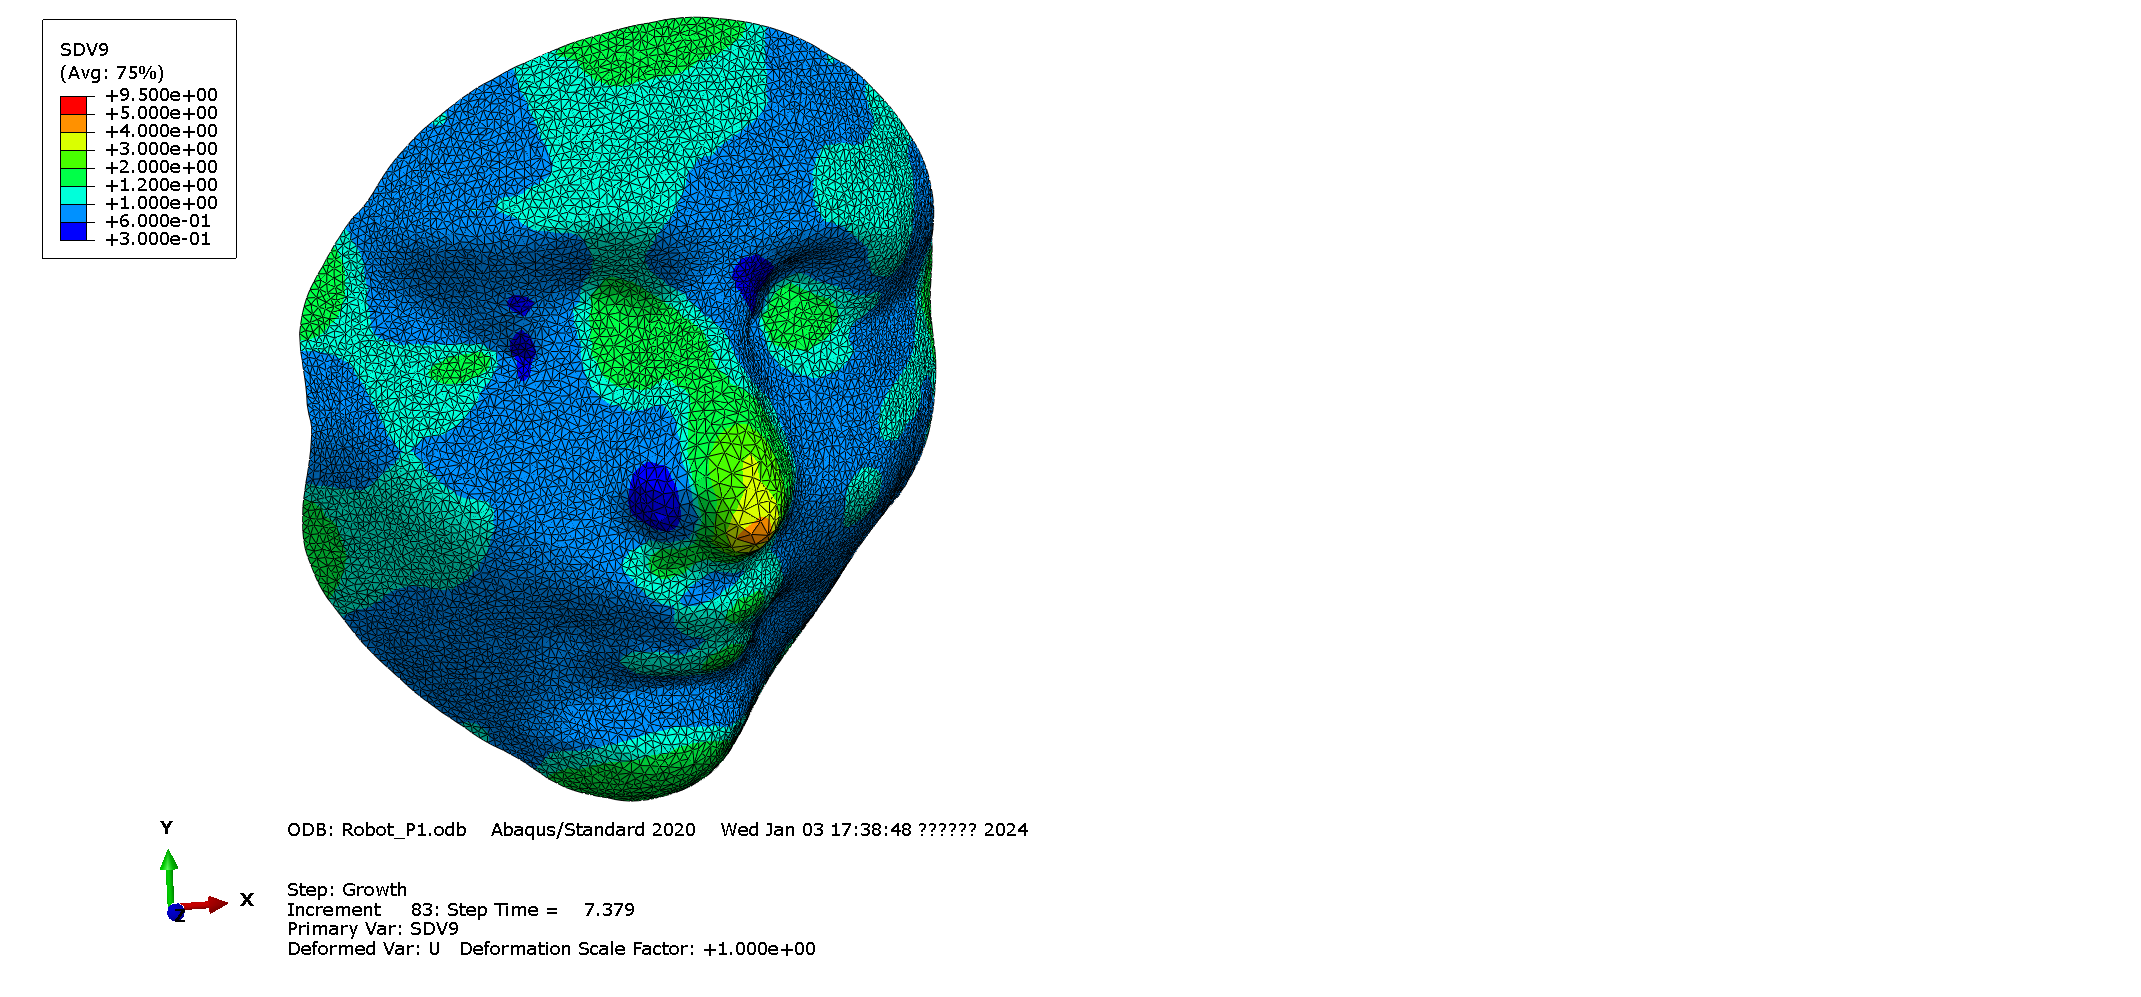 SDV9
(Avg: 75%)
+9.500e+00
+5.000e+00
+4.000e+00
+3.000e+00
+2.000e+00
+1.200e+00
+1.000e+00
+6.000e-01
+3.000e-01
Y
X
Z
ODB: Robot_P1.odb Abaqus/Standard 2020 Wed Jan 03 17:38:48 ?????? 2024
Step: Growth
Increment 83: Step Time = 7.379
Primary Var: SDV9
Deformed Var: U Deformation Scale Factor: +1.000e+00